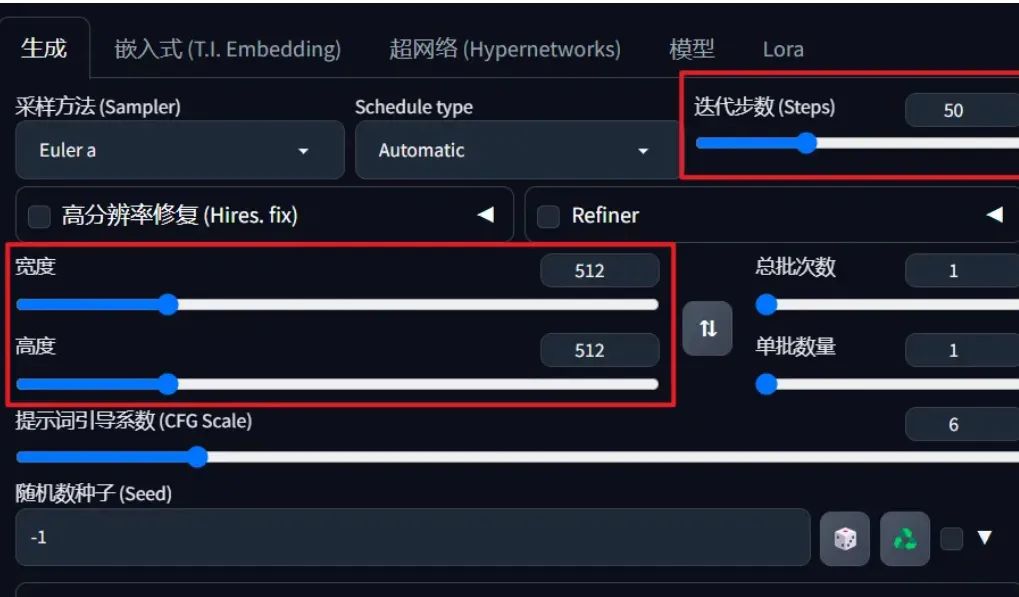 生成 嵌入式 (T.I. Embedding) 超网络 (Hypernetworks) 模型 Lora
采样方法 (Sampler) Schedule type 迭代步数 (Steps) 50
Euler a Automatic
高分辨率修复 (Hires. fix) Refiner
宽度 512 总批次数 1
高度 512 单批数量 1
提示词引导系数 (CFG Scale) 6
随机数种子 (Seed)
-1